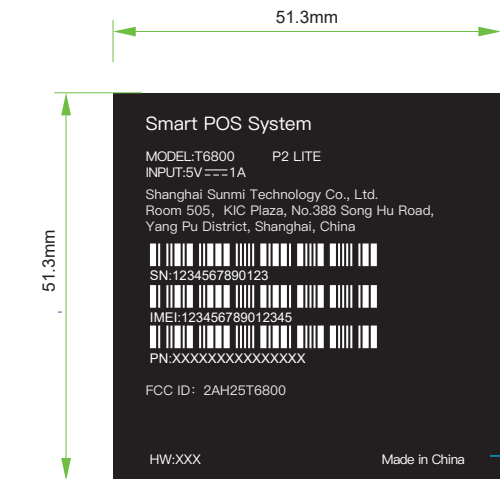 51.3mm
51.3mm
Smart POS System
MODEL:T6800 P2 LITE
INPUT:5V⎓1A
Shanghai Sunmi Technology Co., Ltd.
Room 505, KIC Plaza, No.388 Song Hu Road,
Yang Pu District, Shanghai, China
SN:1234567890123
IMEI:123456789012345
PN:XXXXXXXXXXXXXXX
FCC ID: 2AH25T6800
HW:XXX Made in China